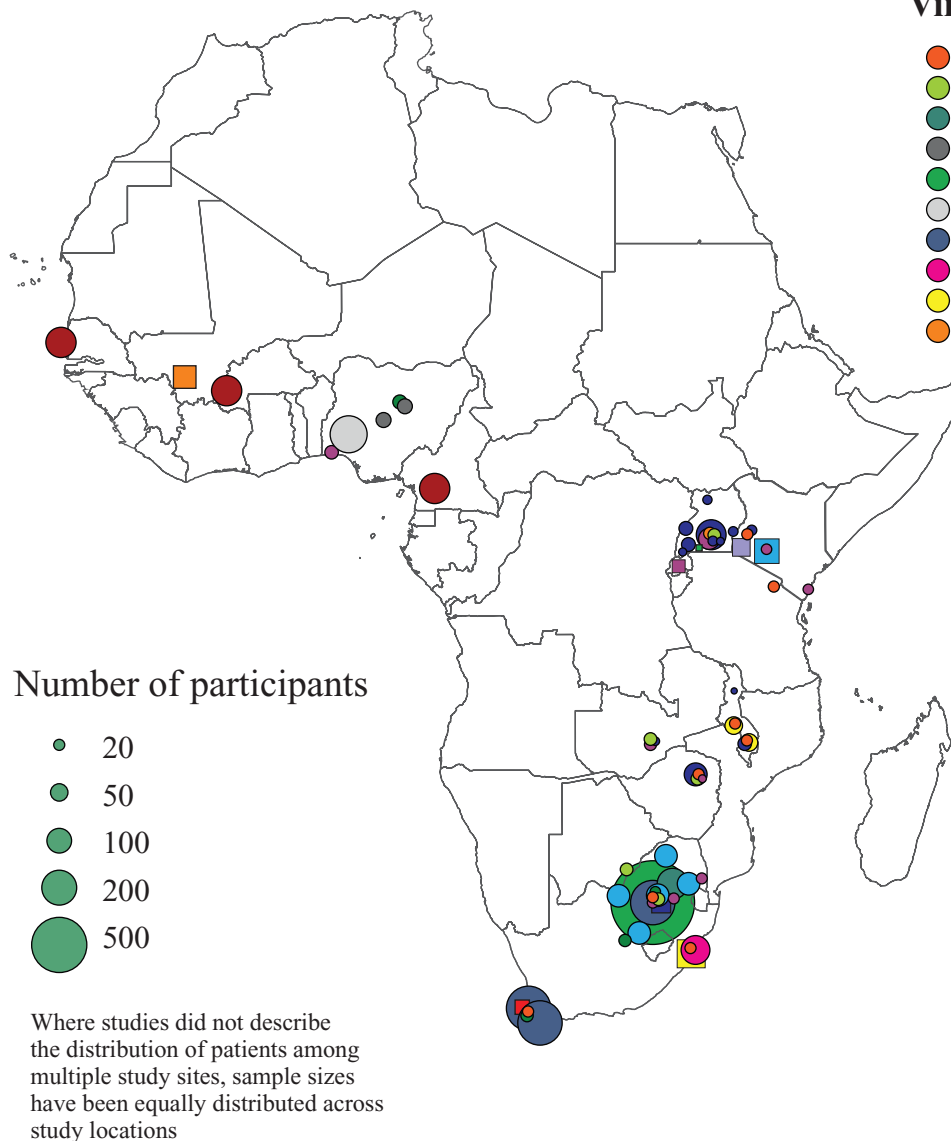 Number of participants
20
50
100
200
500
Where studies did not describe
the distribution of patients among
multiple study sites, sample sizes
have been equally distributed across
study locations